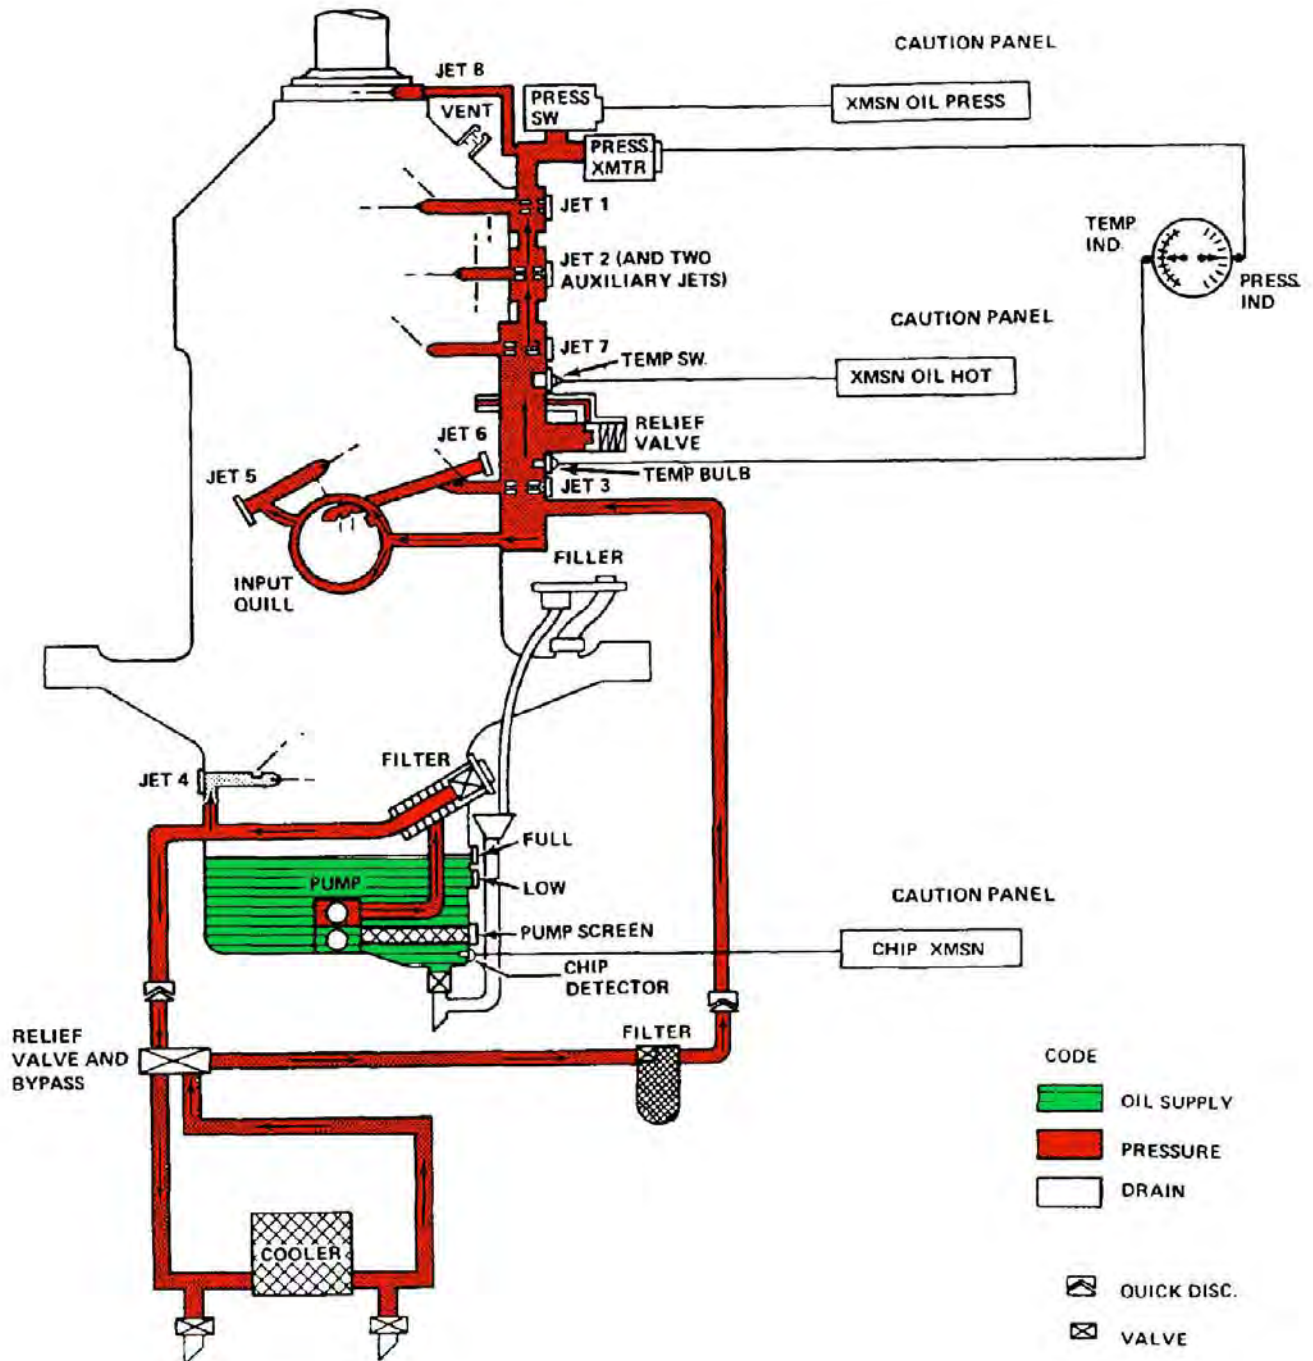 CAUTION PANEL
JET 8
VENT
PRESS
SW
XMSN OIL PRESS
PRESS.
XMTR
JET 1
TEMP.
IND.
PRESS.
IND
JET 2 (AND TWO
AUXILIARY JETS)
CAUTION PANEL
JET 7
TEMP SW.
XMSN OIL HOT
RELIEF
VALVE
JET 6
JET 5
TEMP BULB
JET 3
FILLER
INPUT
QUILL
FILTER
JET 4
FULL
LOW
PUMP
CAUTION PANEL
PUMP SCREEN
CHIP XMSN
CHIP
DETECTOR
RELIEF
VALVE AND
BYPASS
FILTER
CODE
OIL SUPPLY
PRESSURE
DRAIN
COOLER
QUICK DISC.
VALVE